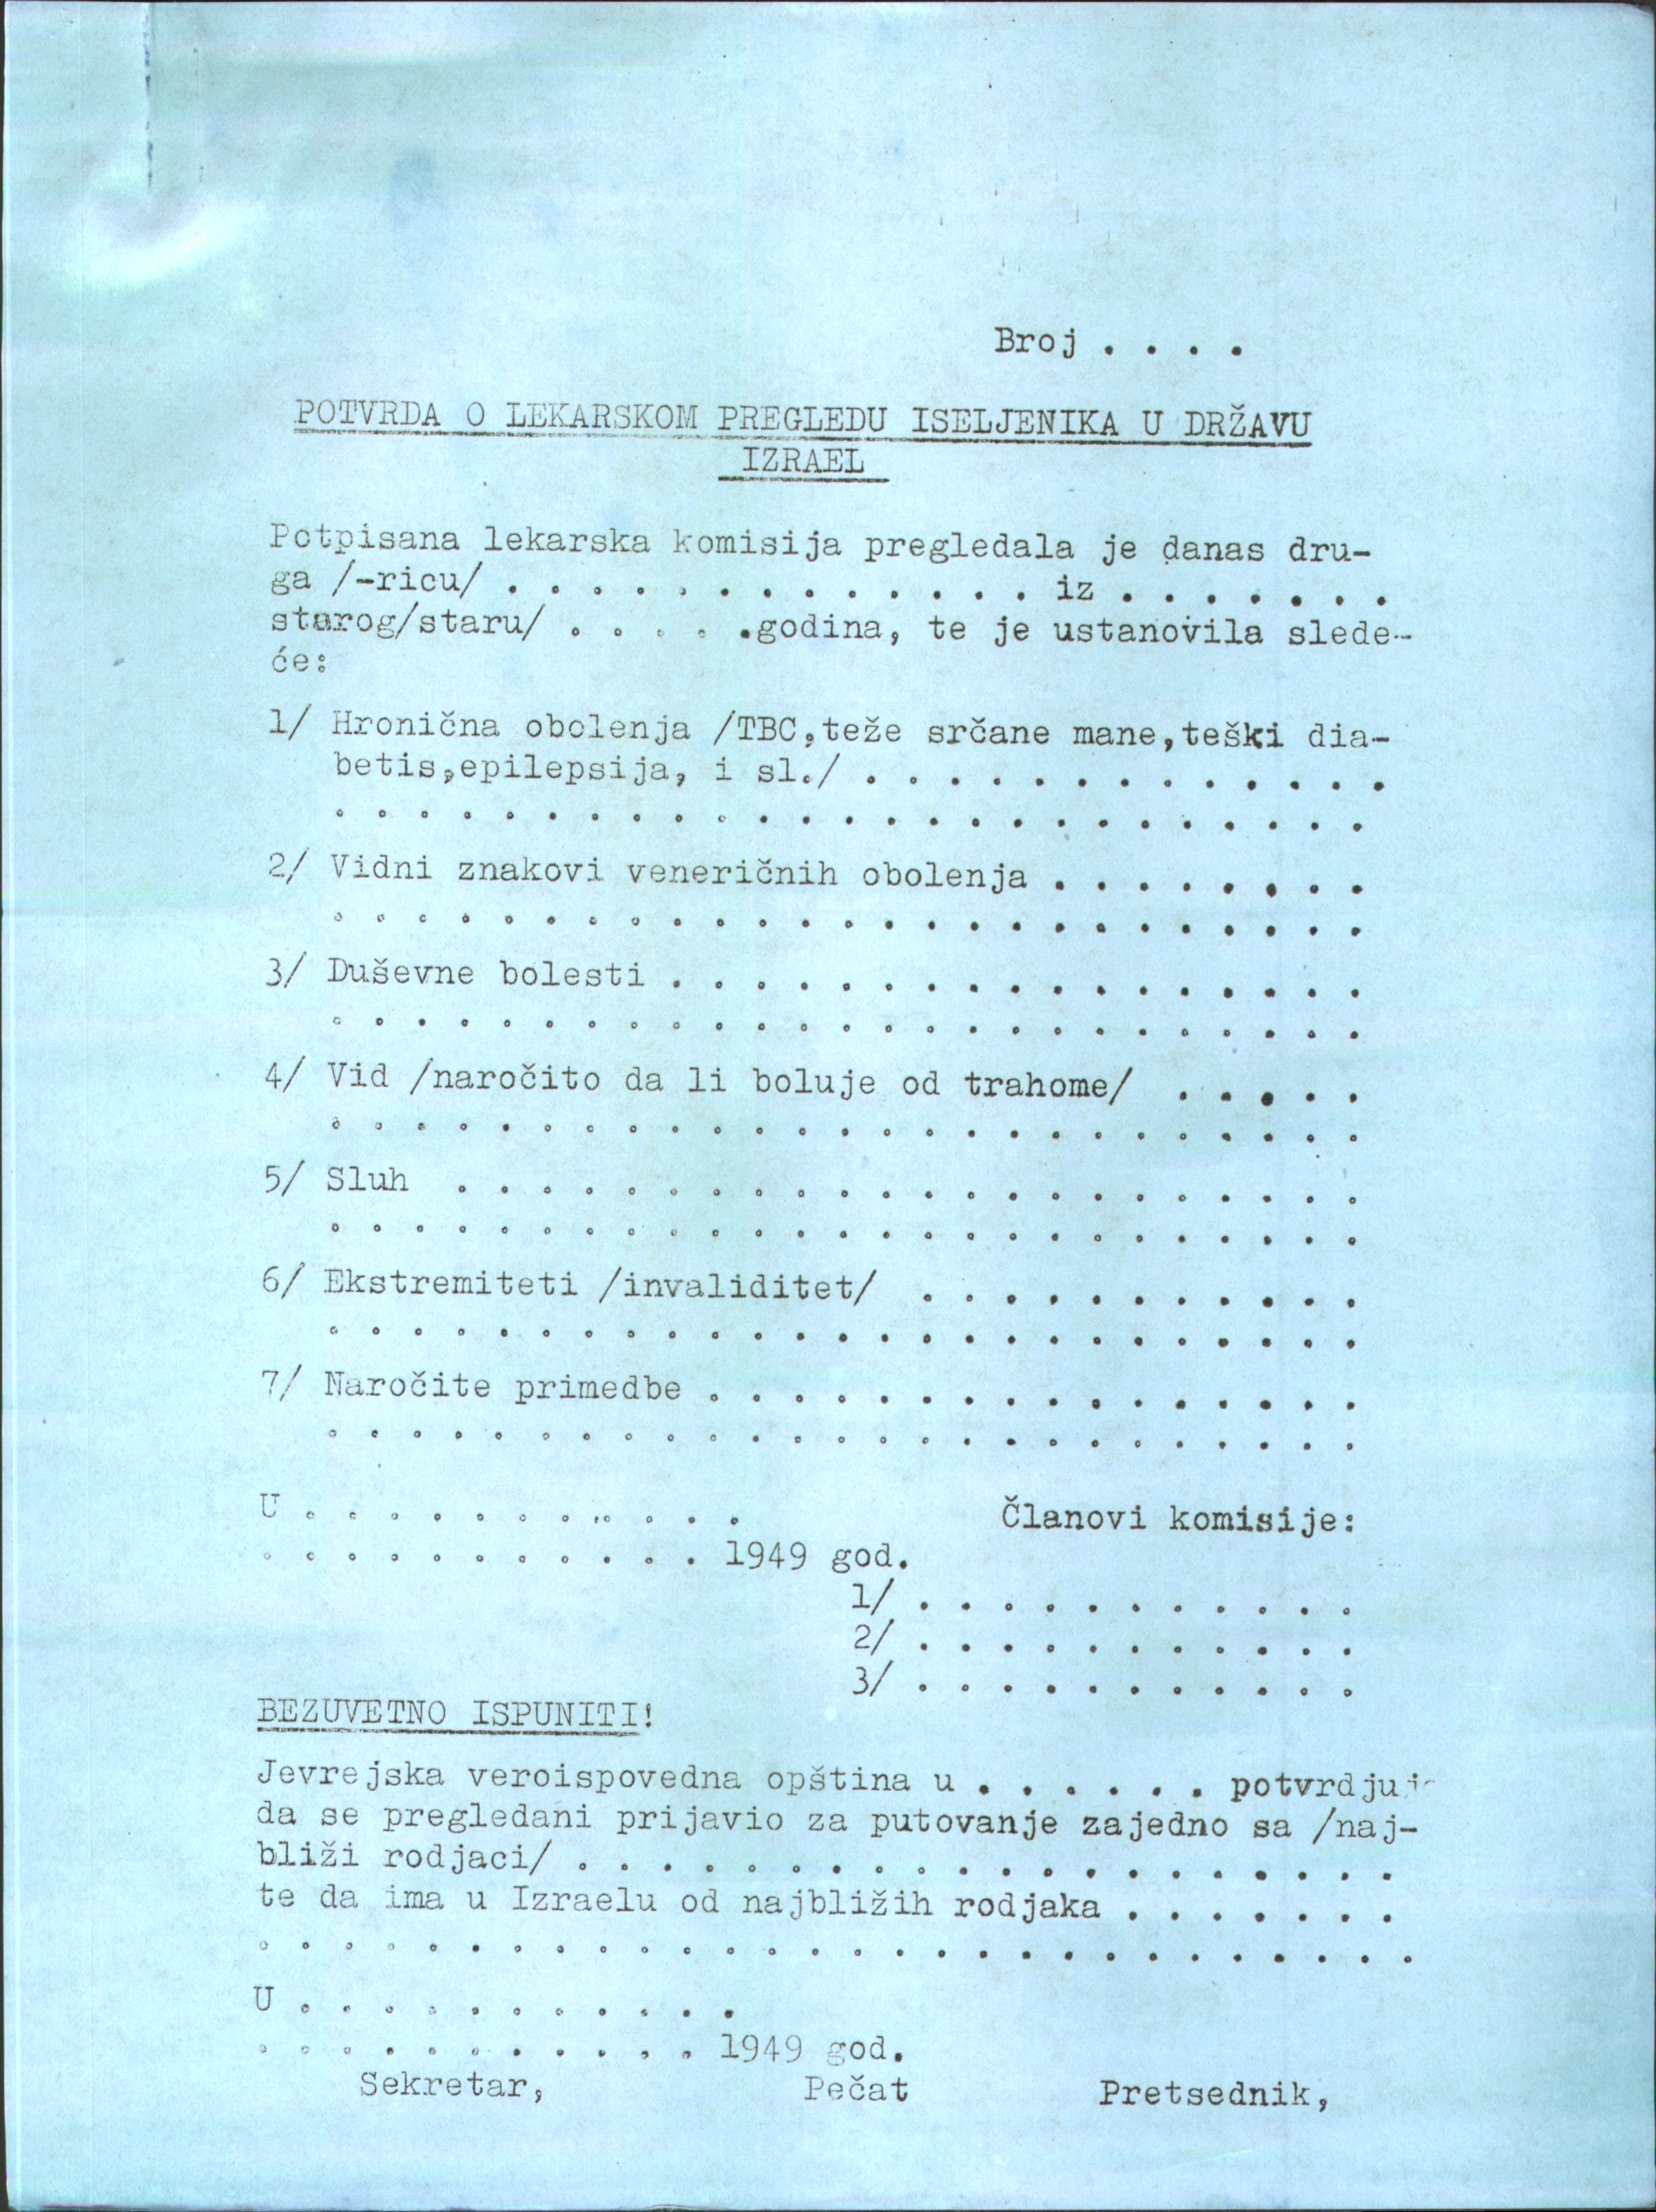 Broj . . . .
POTVRDA O LEKARSKOM PREGLEDU ISELJENIKA U DRŽAVU
IZRAEL
Potpisana lekarska komisija pregledala je danas dru-
ga /-ricu/ . . . . . . . . . . . . . iz . . . . . . .
starog/staru/ . . . . .godina, te je ustanovila slede-
će:
1/ Hronična obolenja /TBC,teže srčane mane,teški dia-
betis,epilepsija, i sl./ . . . . . . . . . . . . .
. . . . . . . . . . . . . . . . . . . . . . . . .
2/ Vidni znakovi veneričnih obolenja . . . . . . . .
. . . . . . . . . . . . . . . . . . . . . . . . .
3/ Duševne bolesti . . . . . . . . . . . . . . . . .
. . . . . . . . . . . . . . . . . . . . . . . . .
4/ Vid /naročito da li boluje od trahome/ . . . . .
. . . . . . . . . . . . . . . . . . . . . . . . .
5/ Sluh . . . . . . . . . . . . . . . . . . . . . .
. . . . . . . . . . . . . . . . . . . . . . . . .
6/ Ekstremiteti /invaliditet/ . . . . . . . . . . .
. . . . . . . . . . . . . . . . . . . . . . . . .
7/ Naročite primedbe . . . . . . . . . . . . . . . .
. . . . . . . . . . . . . . . . . . . . . . . . .
U . . . . . . . . . . . Članovi komisije:
. . . . . . . . . . . 1949 god.
1/ . . . . . . . . . . .
2/ . . . . . . . . . . .
3/ . . . . . . . . . . .
BEZUVETNO ISPUNITI!
Jevrejska veroispovedna opština u . . . . . . potvrdjuje
da se pregledani prijavio za putovanje zajedno sa /naj-
bliži rodjaci/ . . . . . . . . . . . . . . . . . . . .
te da ima u Izraelu od najbližih rodjaka . . . . . . .
. . . . . . . . . . . . . . . . . . . . . . . . . . . .
U . . . . . . . . . . .
. . . . . . . . . . . 1949 god.
Sekretar, Pečat Pretsednik,